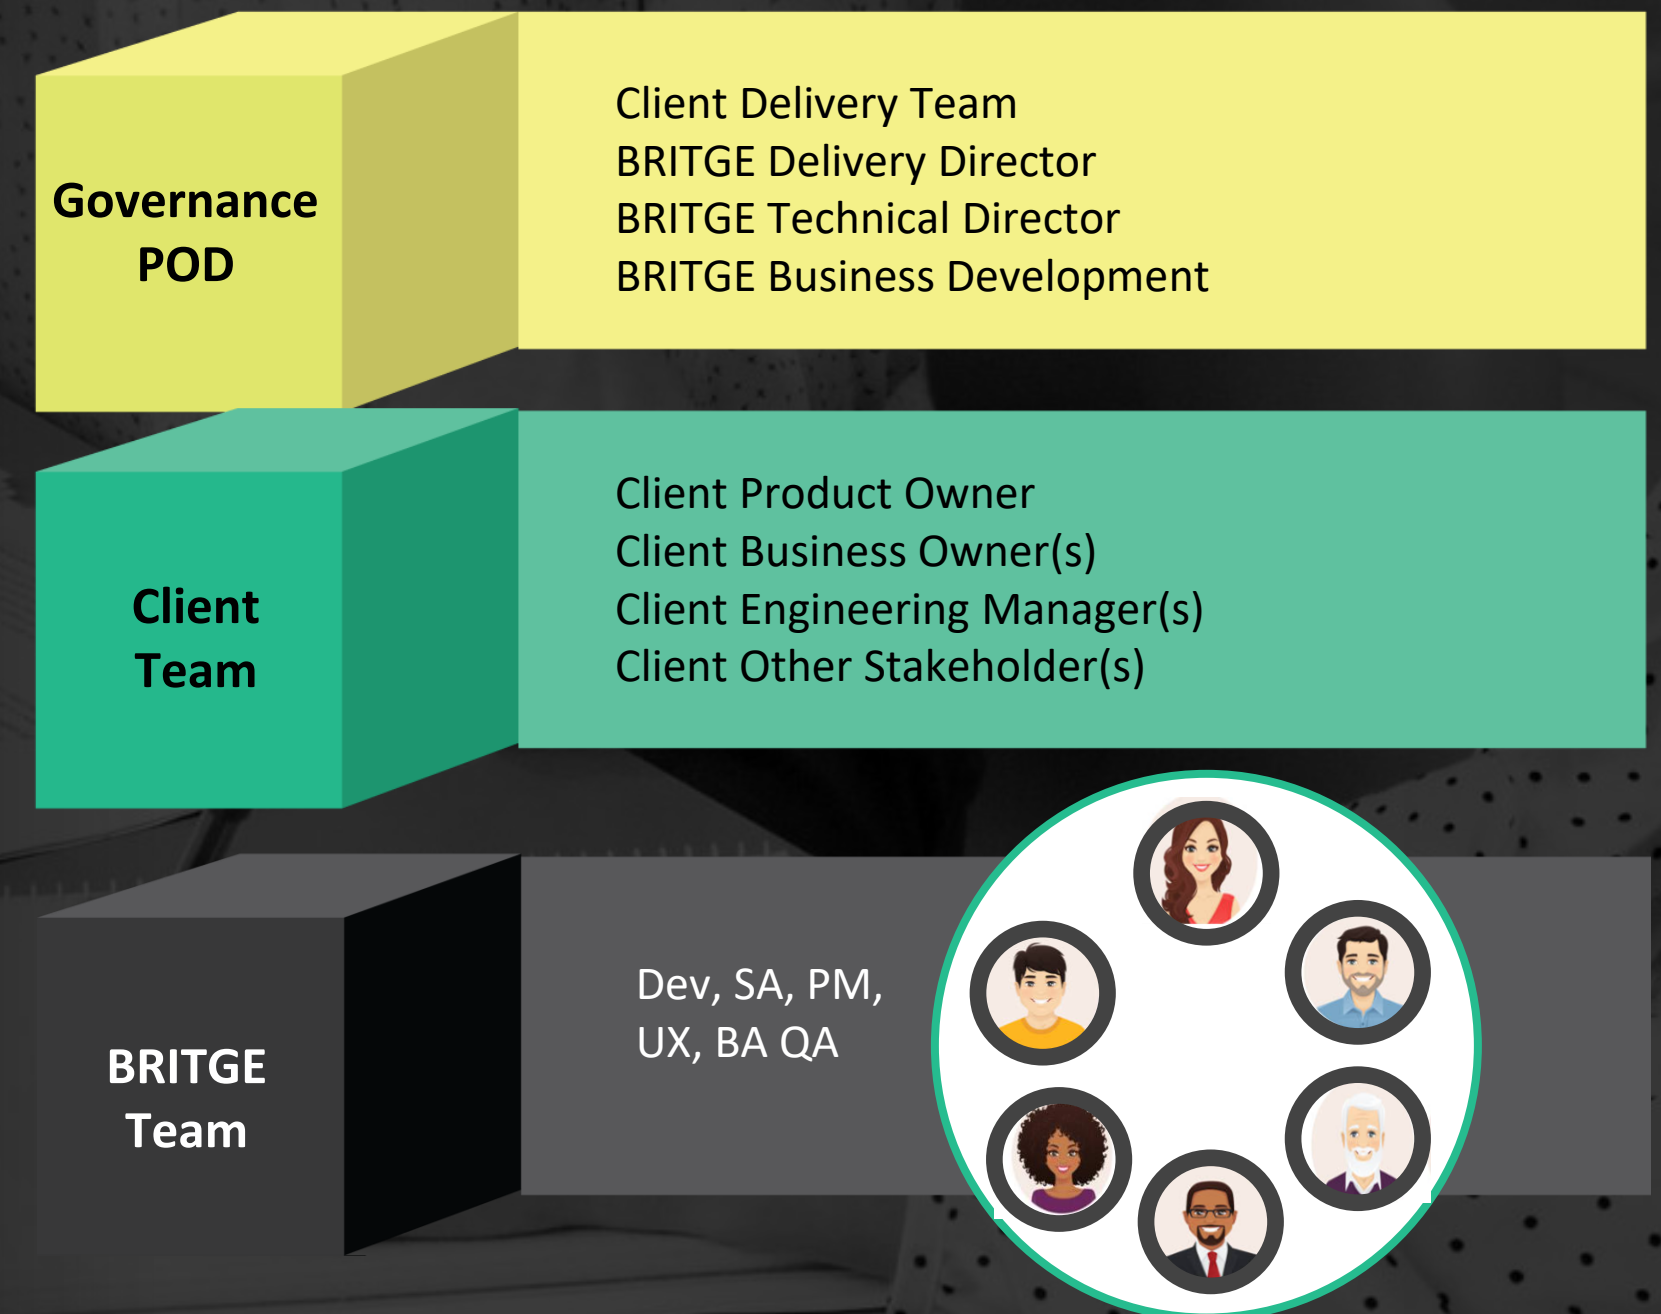 Governance
POD
Client Delivery Team
BRITGE Delivery Director
BRITGE Technical Director
BRITGE Business Development
Client
Team
Client Product Owner
Client Business Owner(s)
Client Engineering Manager(s)
Client Other Stakeholder(s)
BRITGE
Team
Dev, SA, PM,
UX, BA QA